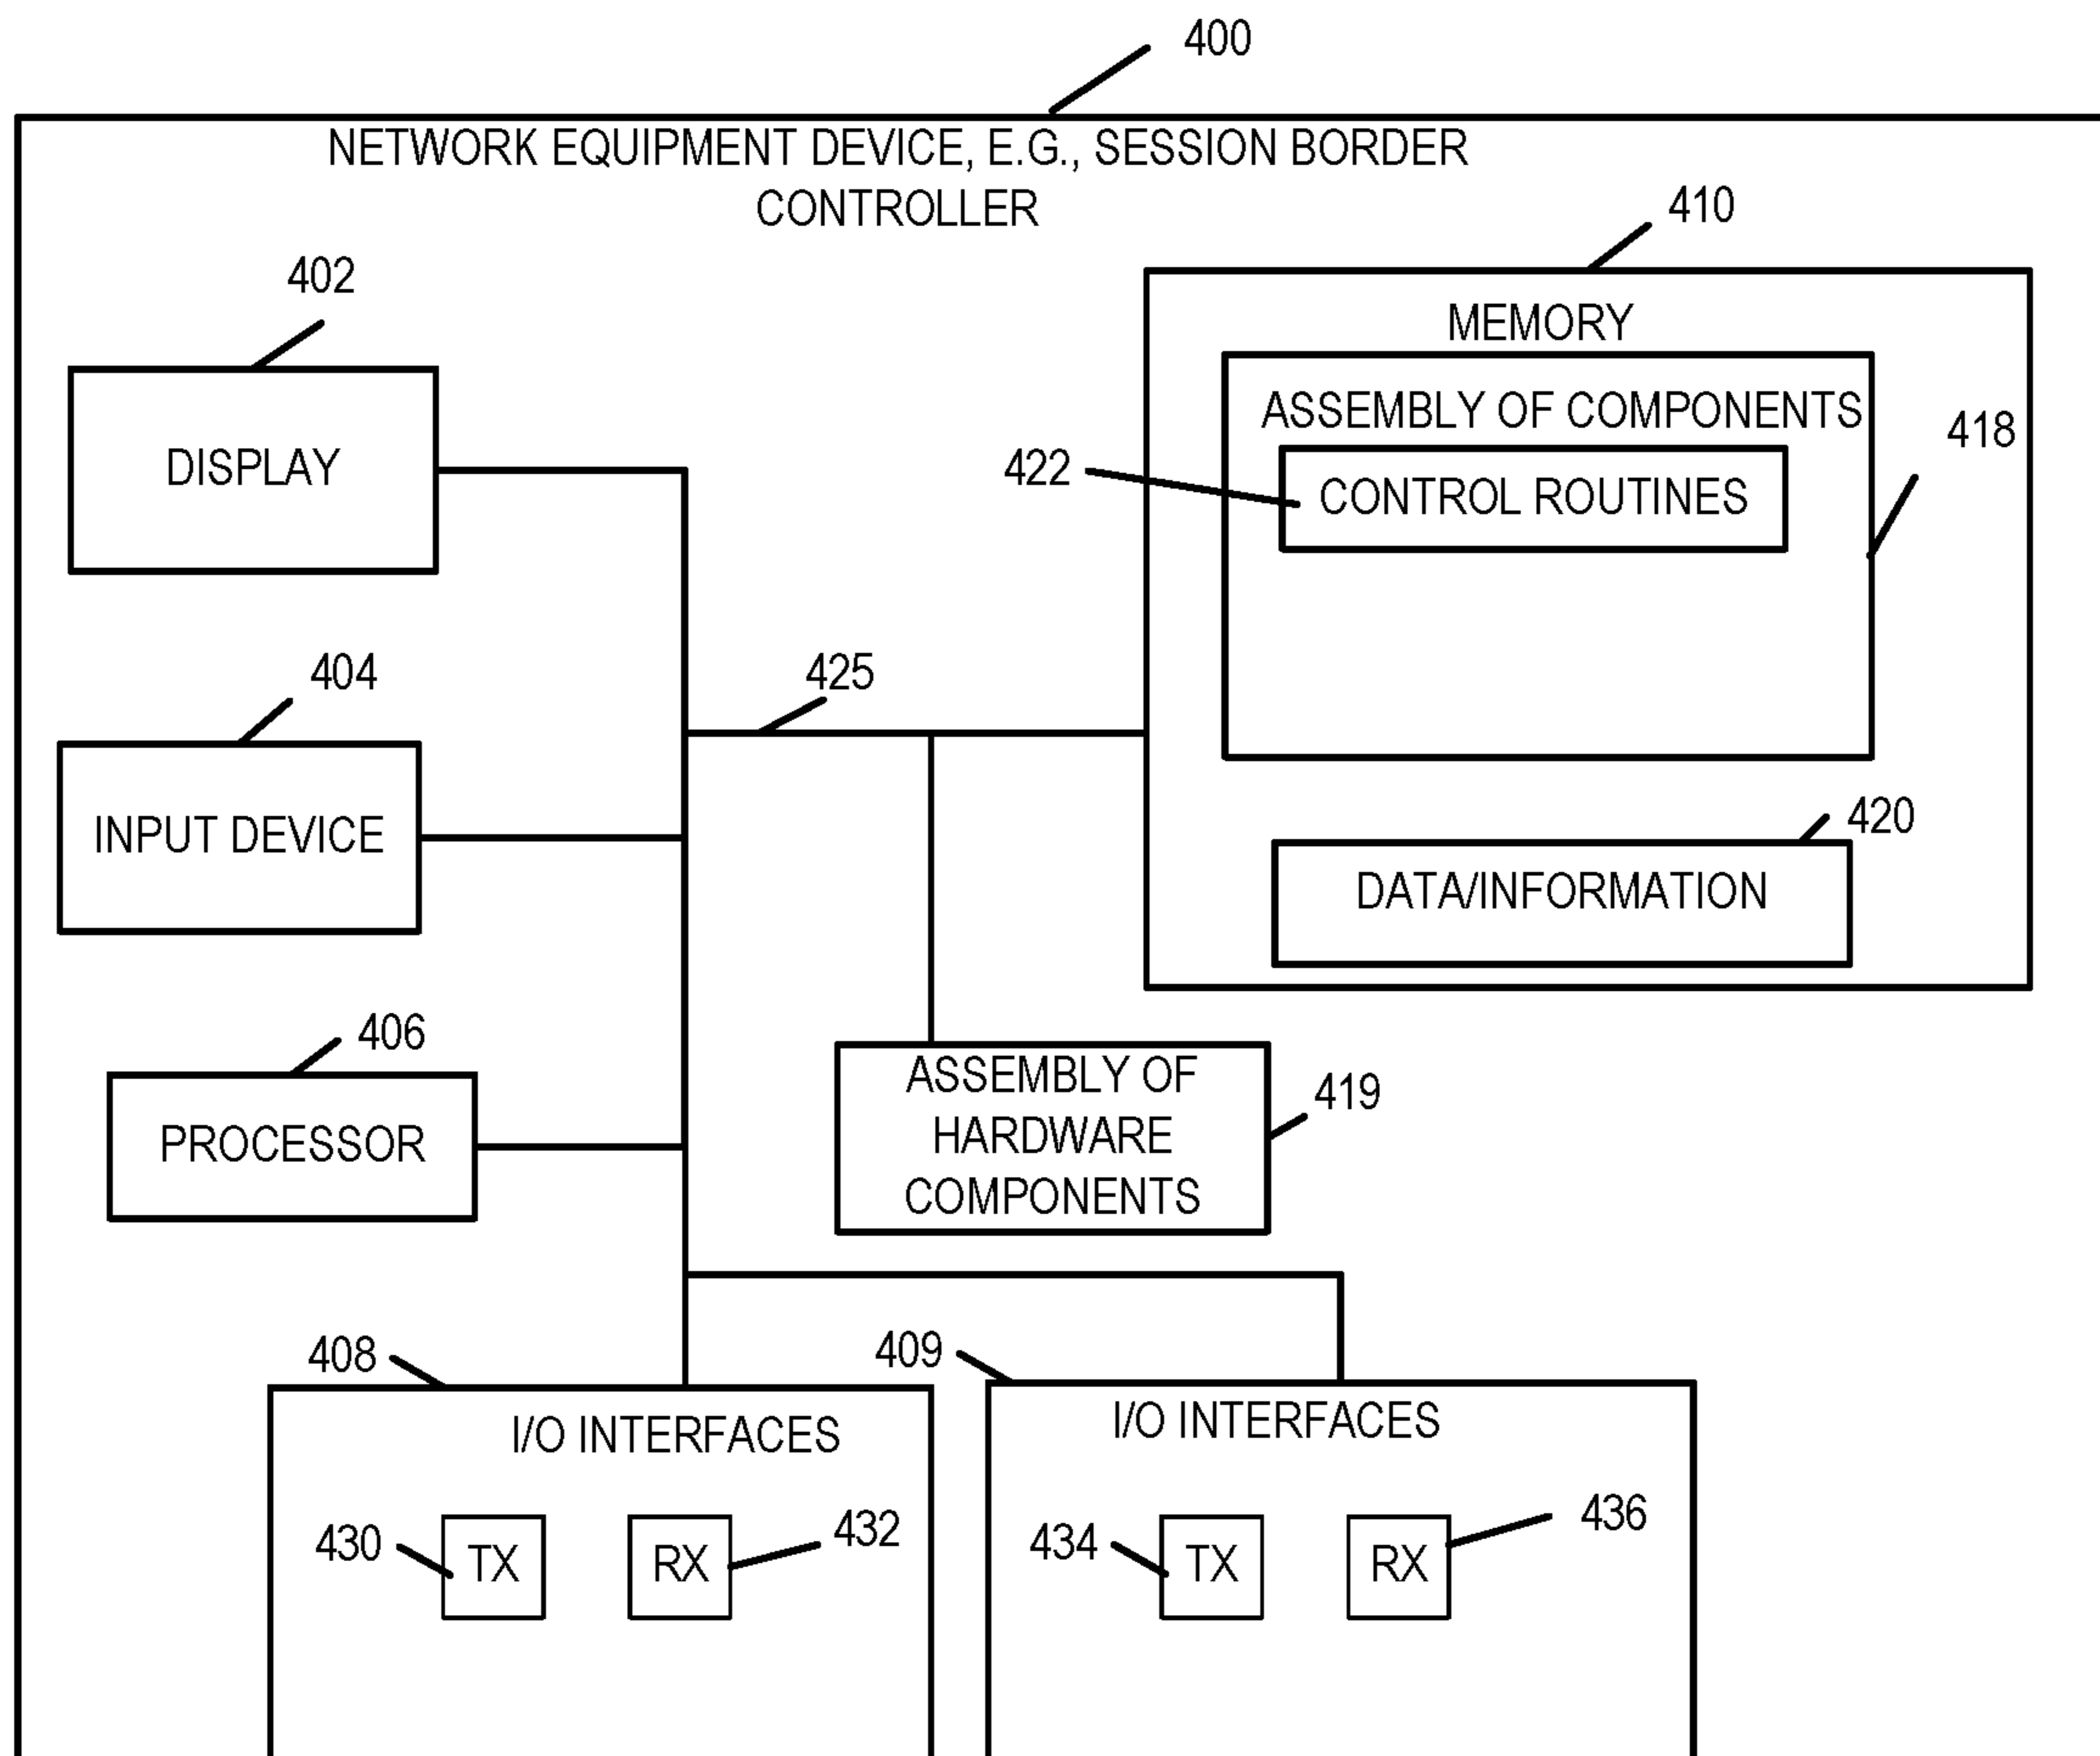 400
NETWORK EQUIPMENT DEVICE, E.G., SESSION BORDER
CONTROLLER
410
402
MEMORY
ASSEMBLY OF COMPONENTS
418
DISPLAY
422
CONTROL ROUTINES
404
425
INPUT DEVICE
420
DATA/INFORMATION
406
PROCESSOR
ASSEMBLY OF
HARDWARE
COMPONENTS
419
408
I/O INTERFACES
409
I/O INTERFACES
430
TX
RX
432
434
TX
RX
436